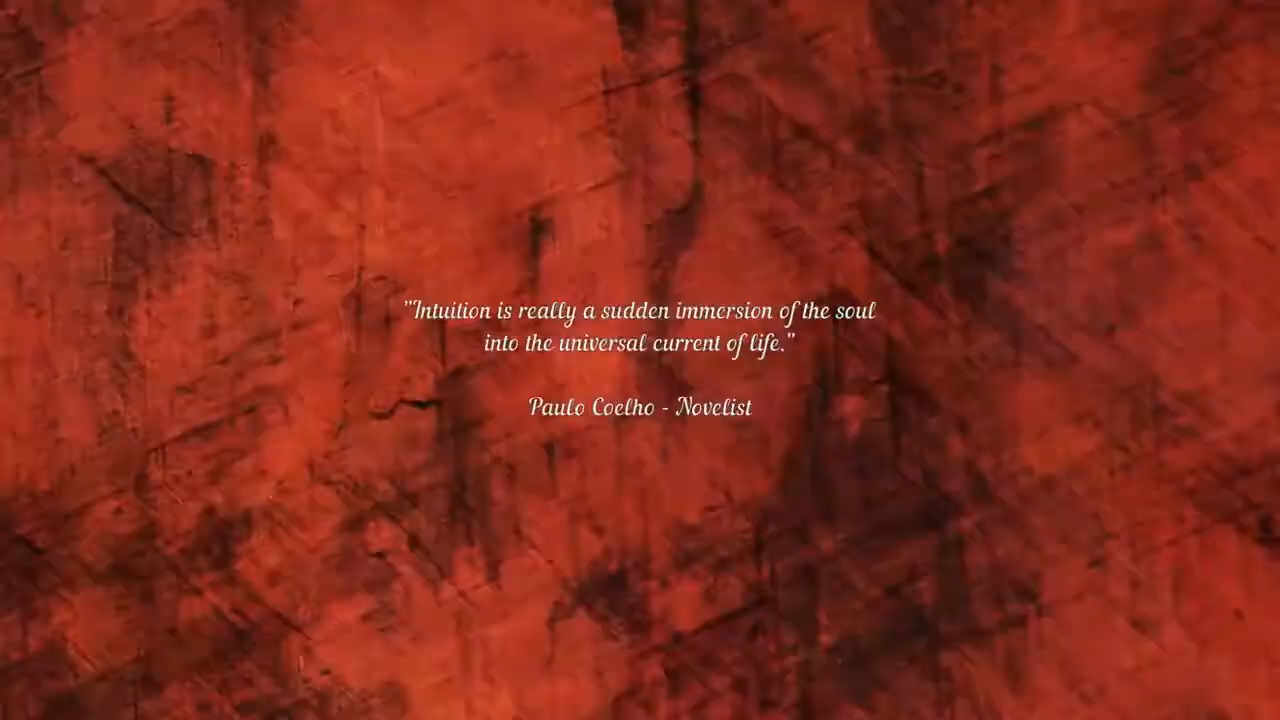 "Intuition is really a sudden immersion of the soul
into the universal current of life."
Paulo Coelho - Novelist